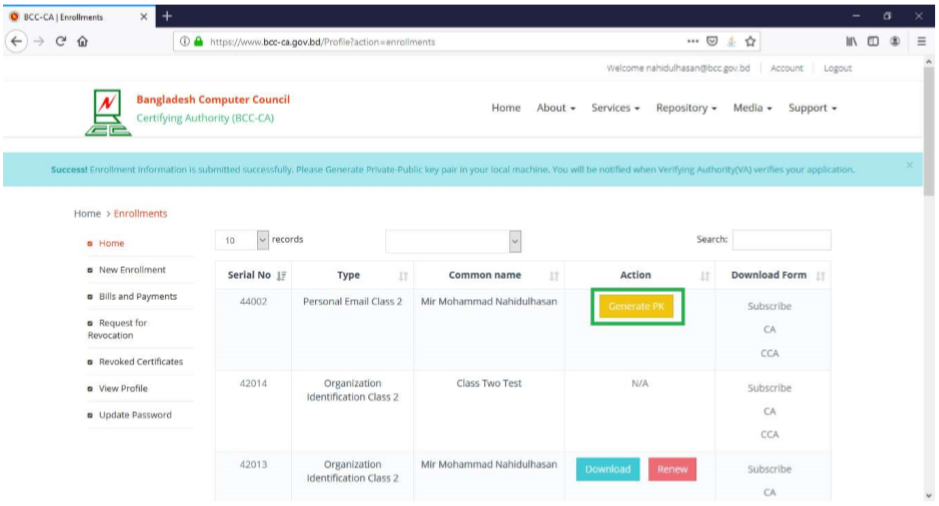 BCC-CA | Enrollments
https://www.bcc-ca.gov.bd/Profile?action=enrollments
Welcome nahidulhasan@bcc.gov.bd | Account | Logout
Bangladesh Computer Council
Certifying Authority (BCC-CA)
Home About Services Repository Media Support
Success! Enrollment Information is submitted successfully. Please Generate Private-Public key pair in your local machine. You will be notified when Verifying Authority(VA) verifies your application. ×
Home > Enrollments
Home
New Enrollment
Bills and Payments
Request for
Revocation
Revoked Certificates
View Profile
Update Password
10 records
Search:
Serial No Type Common name Action Download Form
44002 Personal Email Class 2 Mir Mohammad Nahidulhasan Generate PK Subscribe
CA
CCA
42014 Organization Class Two Test N/A Subscribe
Identification Class 2
CA
CCA
42013 Organization Mir Mohammad Nahidulhasan Download Renew Subscribe
Identification Class 2
CA